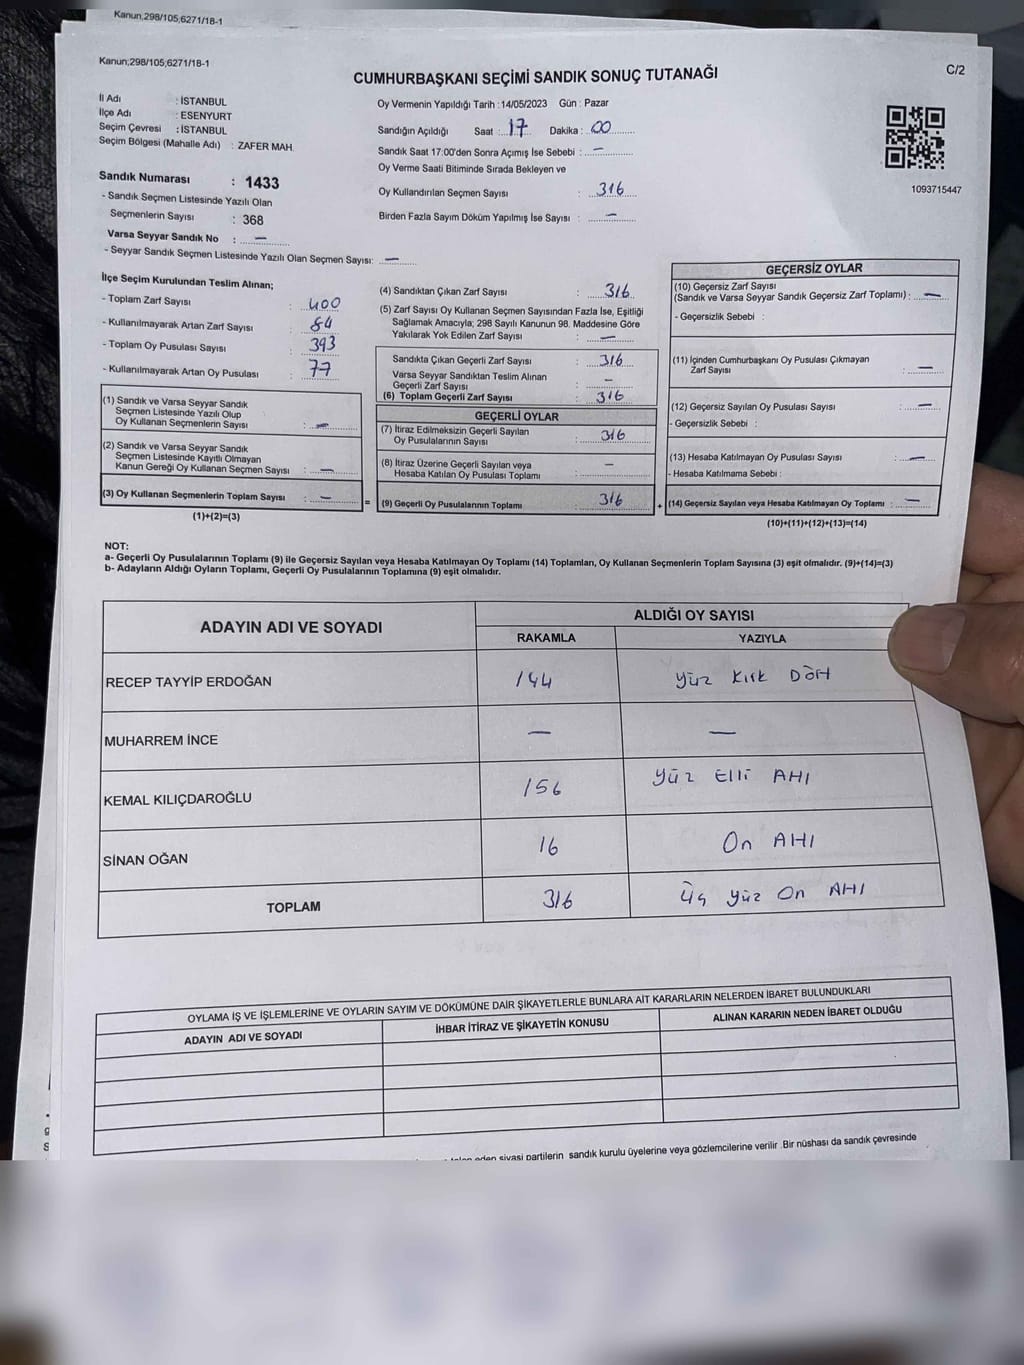 Kanun;298/105;6271/18-1
Kanun;298/105;6271/18-1
C/2
CUMHURBAŞKANI SEÇİMİ SANDIK SONUÇ TUTANAĞI
İl Adı : İSTANBUL
İlçe Adı : ESENYURT
Seçim Çevresi : İSTANBUL
Seçim Bölgesi (Mahalle Adı) : ZAFER MAH.
Sandık Numarası : 1433
- Sandık Seçmen Listesinde Yazılı Olan
Seçmenlerin Sayısı : 368
Varsa Seyyar Sandık No : —
- Seyyar Sandık Seçmen Listesinde Yazılı Olan Seçmen Sayısı: —
Oy Vermenin Yapıldığı Tarih : 14/05/2023 Gün : Pazar
Sandığın Açıldığı Saat : 17 Dakika : 00
Sandık Saat 17:00'den Sonra Açımış İse Sebebi : —
Oy Verme Saati Bitiminde Sırada Bekleyen ve
Oy Kullandırılan Seçmen Sayısı : 316
Birden Fazla Sayım Döküm Yapılmış İse Sayısı : —
1093715447
İlçe Seçim Kurulundan Teslim Alınan;
- Toplam Zarf Sayısı : 400
- Kullanılmayarak Artan Zarf Sayısı : 84
- Toplam Oy Pusulası Sayısı : 393
- Kullanılmayarak Artan Oy Pusulası : 77
(1) Sandık ve Varsa Seyyar Sandık
Seçmen Listesinde Yazılı Olup
Oy Kullanan Seçmenlerin Sayısı : —
(2) Sandık ve Varsa Seyyar Sandık
Seçmen Listesinde Kayıtlı Olmayan
Kanun Gereği Oy Kullanan Seçmen Sayısı : —
(3) Oy Kullanan Seçmenlerin Toplam Sayısı : —
(1)+(2)=(3)
(4) Sandıktan Çıkan Zarf Sayısı : 316
(5) Zarf Sayısı Oy Kullanan Seçmen Sayısından Fazla İse, Eşitliği
Sağlamak Amacıyla; 298 Sayılı Kanunun 98. Maddesine Göre
Yakılarak Yok Edilen Zarf Sayısı : —
Sandıkta Çıkan Geçerli Zarf Sayısı : 316
Varsa Seyyar Sandıktan Teslim Alınan
Geçerli Zarf Sayısı : —
(6) Toplam Geçerli Zarf Sayısı : 316
GEÇERLİ OYLAR
(7) İtiraz Edilmeksizin Geçerli Sayılan
Oy Pusulalarının Sayısı : 316
(8) İtiraz Üzerine Geçerli Sayılan veya
Hesaba Katılan Oy Pusulası Toplamı : —
= (9) Geçerli Oy Pusulalarının Toplamı : 316
GEÇERSİZ OYLAR
(10) Geçersiz Zarf Sayısı
(Sandık ve Varsa Seyyar Sandık Geçersiz Zarf Toplamı) : —
- Geçersizlik Sebebi :
(11) İçinden Cumhurbaşkanı Oy Pusulası Çıkmayan
Zarf Sayısı : —
(12) Geçersiz Sayılan Oy Pusulası Sayısı : —
- Geçersizlik Sebebi :
(13) Hesaba Katılmayan Oy Pusulası Sayısı : —
- Hesaba Katılmama Sebebi :
+ (14) Geçersiz Sayılan veya Hesaba Katılmayan Oy Toplamı : —
(10)+(11)+(12)+(13)=(14)
NOT:
a- Geçerli Oy Pusulalarının Toplamı (9) ile Geçersiz Sayılan veya Hesaba Katılmayan Oy Toplamı (14) Toplamları, Oy Kullanan Seçmenlerin Toplam Sayısına (3) eşit olmalıdır. (9)+(14)=(3)
b- Adayların Aldığı Oyların Toplamı, Geçerli Oy Pusulalarının Toplamına (9) eşit olmalıdır.
ADAYIN ADI VE SOYADI
ALDIĞI OY SAYISI
RAKAMLA YAZIYLA
RECEP TAYYİP ERDOĞAN 144 Yüz Kırk Dört
MUHARREM İNCE — —
KEMAL KILIÇDAROĞLU 156 Yüz Elli Altı
SİNAN OĞAN 16 On Altı
TOPLAM 316 Üç Yüz On Altı
OYLAMA İŞ VE İŞLEMLERİNE VE OYLARIN SAYIM VE DÖKÜMÜNE DAİR ŞİKAYETLERLE BUNLARA AİT KARARLARIN NELERDEN İBARET BULUNDUKLARI
ADAYIN ADI VE SOYADI İHBAR İTİRAZ VE ŞİKAYETİN KONUSU ALINAN KARARIN NEDEN İBARET OLDUĞU
eden siyasi partilerin sandık kurulu üyelerine veya gözlemcilerine verilir .Bir nüshası da sandık çevresinde